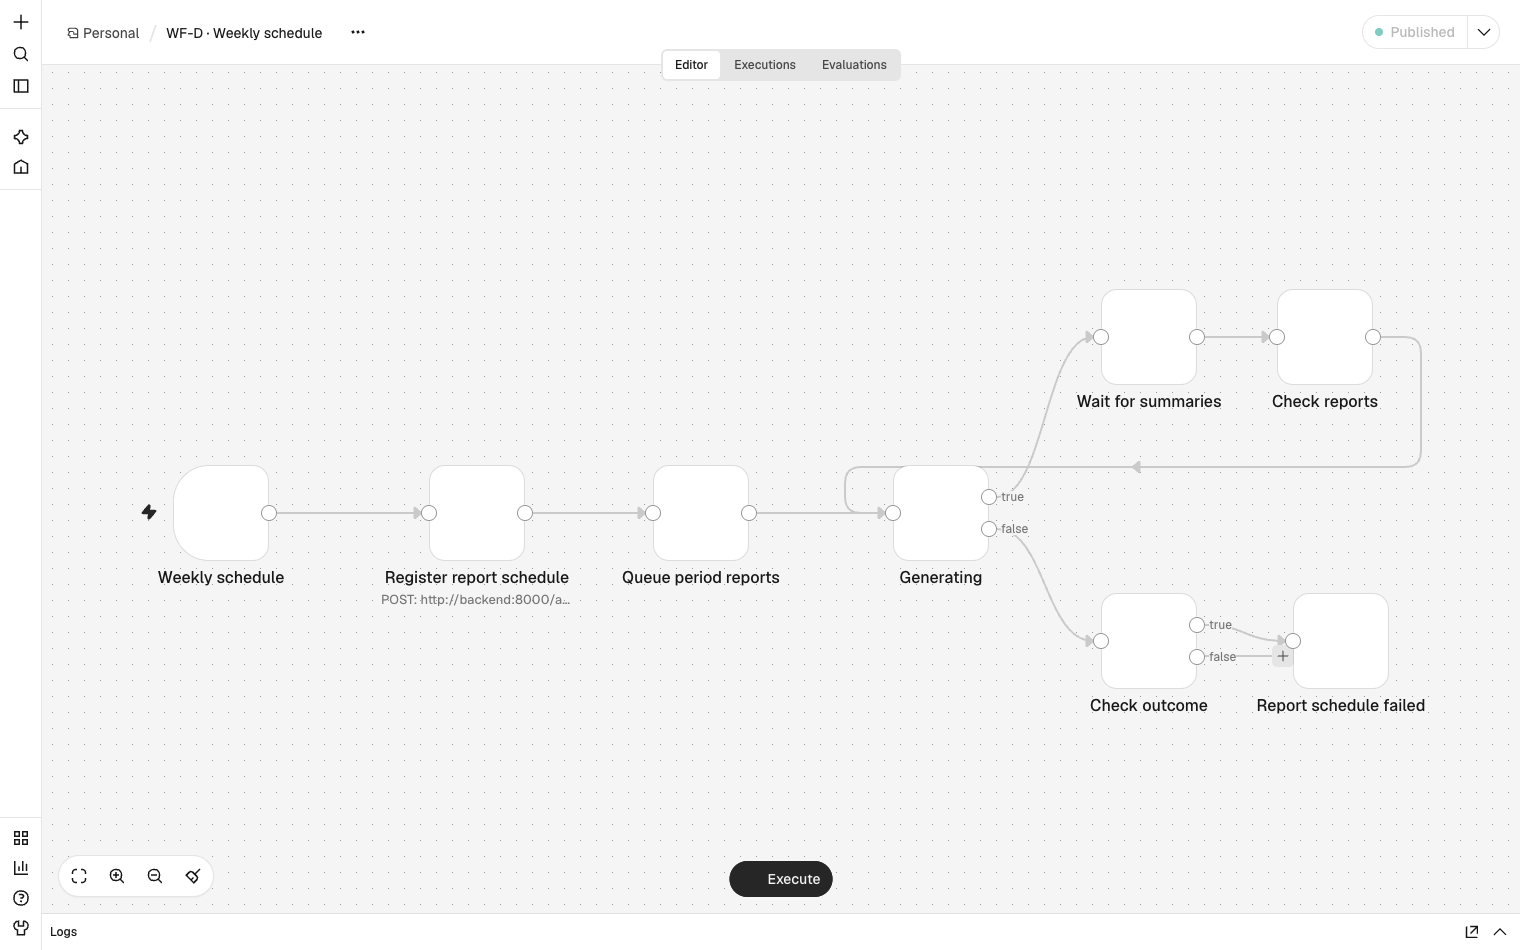 Personal / WF-D · Weekly schedule
Published
Editor
Executions
Evaluations
Wait for summaries
Check reports
true
false
Weekly schedule
Register report schedule
POST: http://backend:8000/a...
Queue period reports
Generating
true
false
Check outcome
Report schedule failed
Execute
Logs